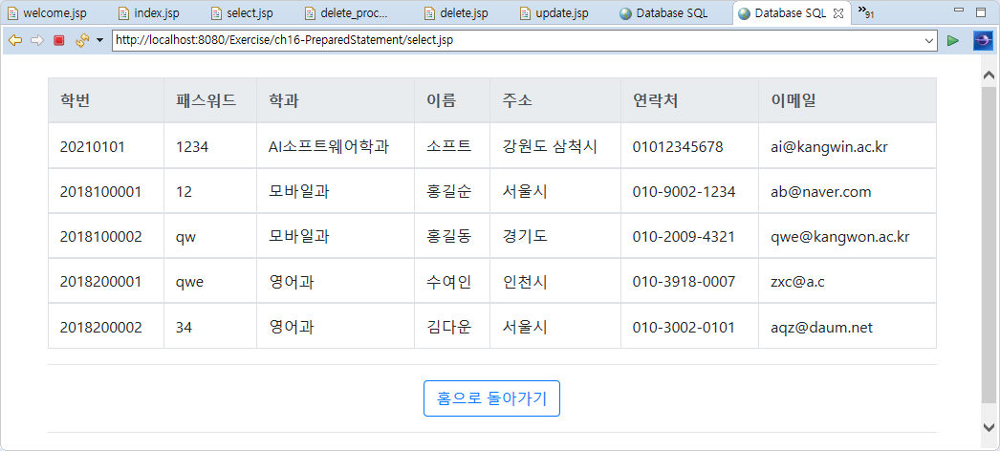 welcome.jsp index.jsp select.jsp delete_proc... delete.jsp update.jsp Database SQL Database SQL »91
http://localhost:8080/Exercise/ch16-PreparedStatement/select.jsp
학번 패스워드 학과 이름 주소 연락처 이메일
20210101 1234 AI소프트웨어학과 소프트 강원도 삼척시 01012345678 ai@kangwin.ac.kr
2018100001 12 모바일과 홍길순 서울시 010-9002-1234 ab@naver.com
2018100002 qw 모바일과 홍길동 경기도 010-2009-4321 qwe@kangwon.ac.kr
2018200001 qwe 영어과 수여인 인천시 010-3918-0007 zxc@a.c
2018200002 34 영어과 김다운 서울시 010-3002-0101 aqz@daum.net
홈으로 돌아가기